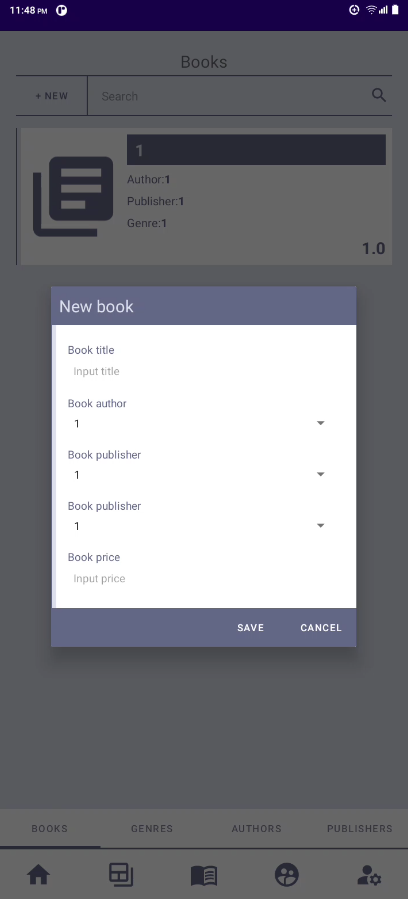 11:48 PM
Books
+ NEW
Search
1
Author:1
Publisher:1
Genre:1
1.0
New book
Book title
Input title
Book author
1
Book publisher
1
Book publisher
1
Book price
Input price
SAVE CANCEL
BOOKS GENRES AUTHORS PUBLISHERS